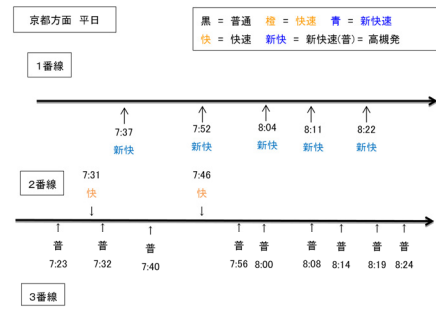 京都方面 平日
黒 = 普通 橙 = 快速 青 = 新快速
快 = 快速 新快 = 新快速(普)= 高槻発
1番線
7:37 7:52 8:04 8:11 8:22
新快 新快 新快 新快 新快
2番線
7:31 7:46
快 快
普 普 普 普 普 普 普 普 普
7:23 7:32 7:40 7:56 8:00 8:08 8:14 8:19 8:24
3番線